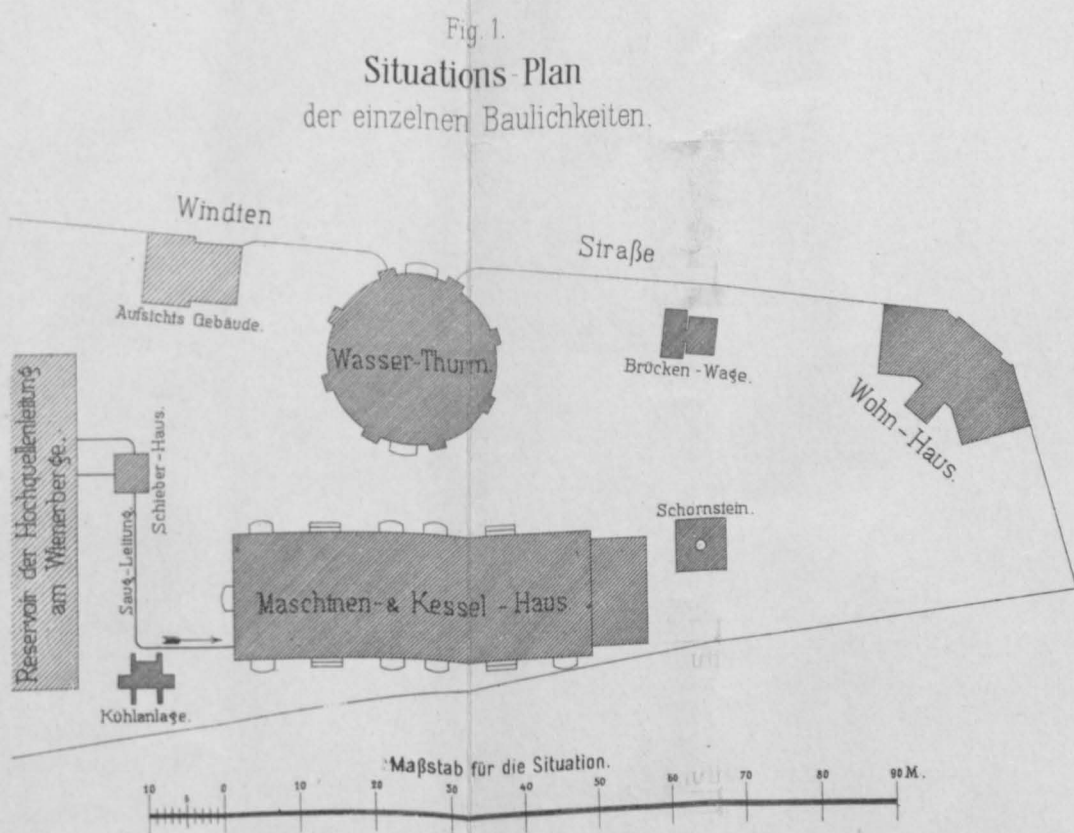 Fig. 1.
Situations-Plan
der einzelnen Baulichkeiten.
Windten
Straße
Aufsichts Gebäude.
Wasser-Thurm.
Brücken-Wage.
Wohn-Haus.
Reservoir der Hochquellenleitung
am Wienerberge.
Schieber-Haus.
Saug-Leitung
Schornstein.
Maschinen-& Kessel-Haus.
Kühlanlage.
Maßstab für die Situation.
10 5 0 10 20 30 40 50 60 70 80 90 M.